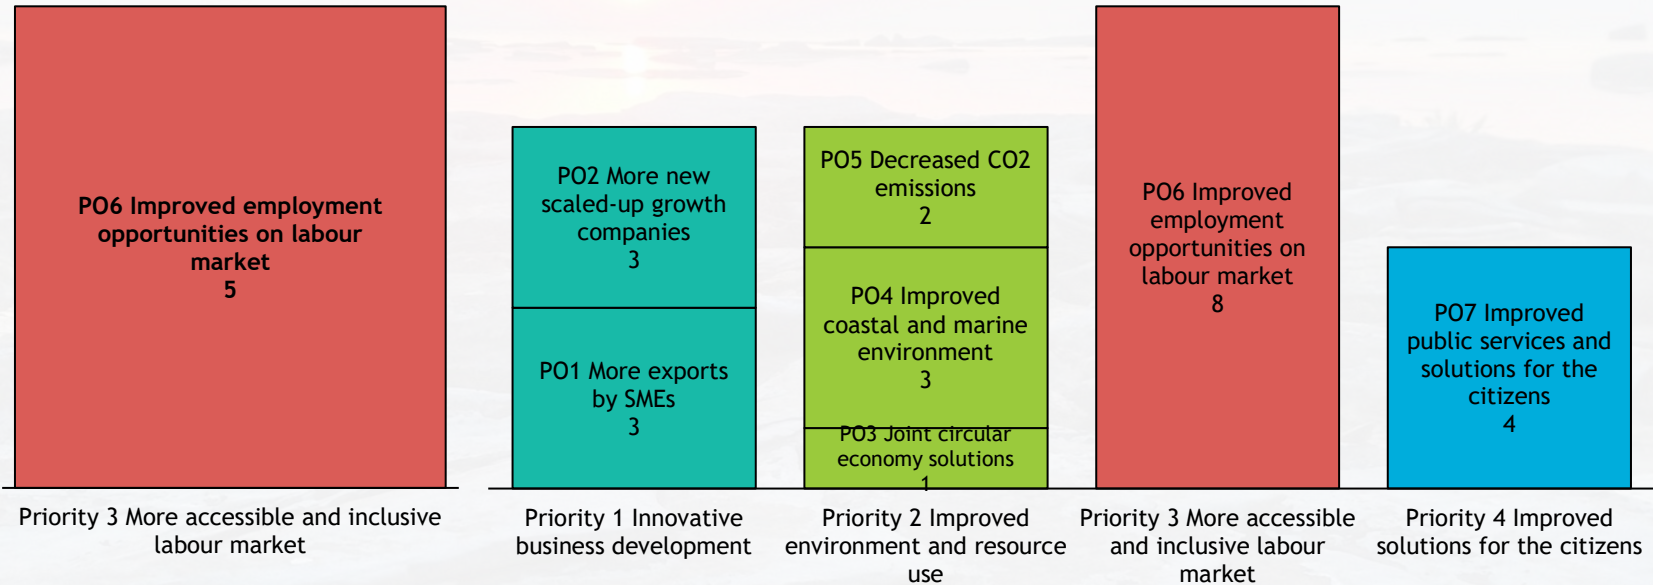 PO6 Improved employment
opportunities on labour
market
5
Priority 3 More accessible and inclusive
labour market
PO2 More new
scaled-up growth
companies
3
PO1 More exports
by SMEs
3
Priority 1 Innovative
business development
PO5 Decreased CO2
emissions
2
PO4 Improved
coastal and marine
environment
3
PO3 Joint circular
economy solutions
1
Priority 2 Improved
environment and resource
use
PO6 Improved
employment
opportunities on
labour market
8
Priority 3 More accessible
and inclusive labour
market
PO7 Improved
public services and
solutions for the
citizens
4
Priority 4 Improved
solutions for the citizens